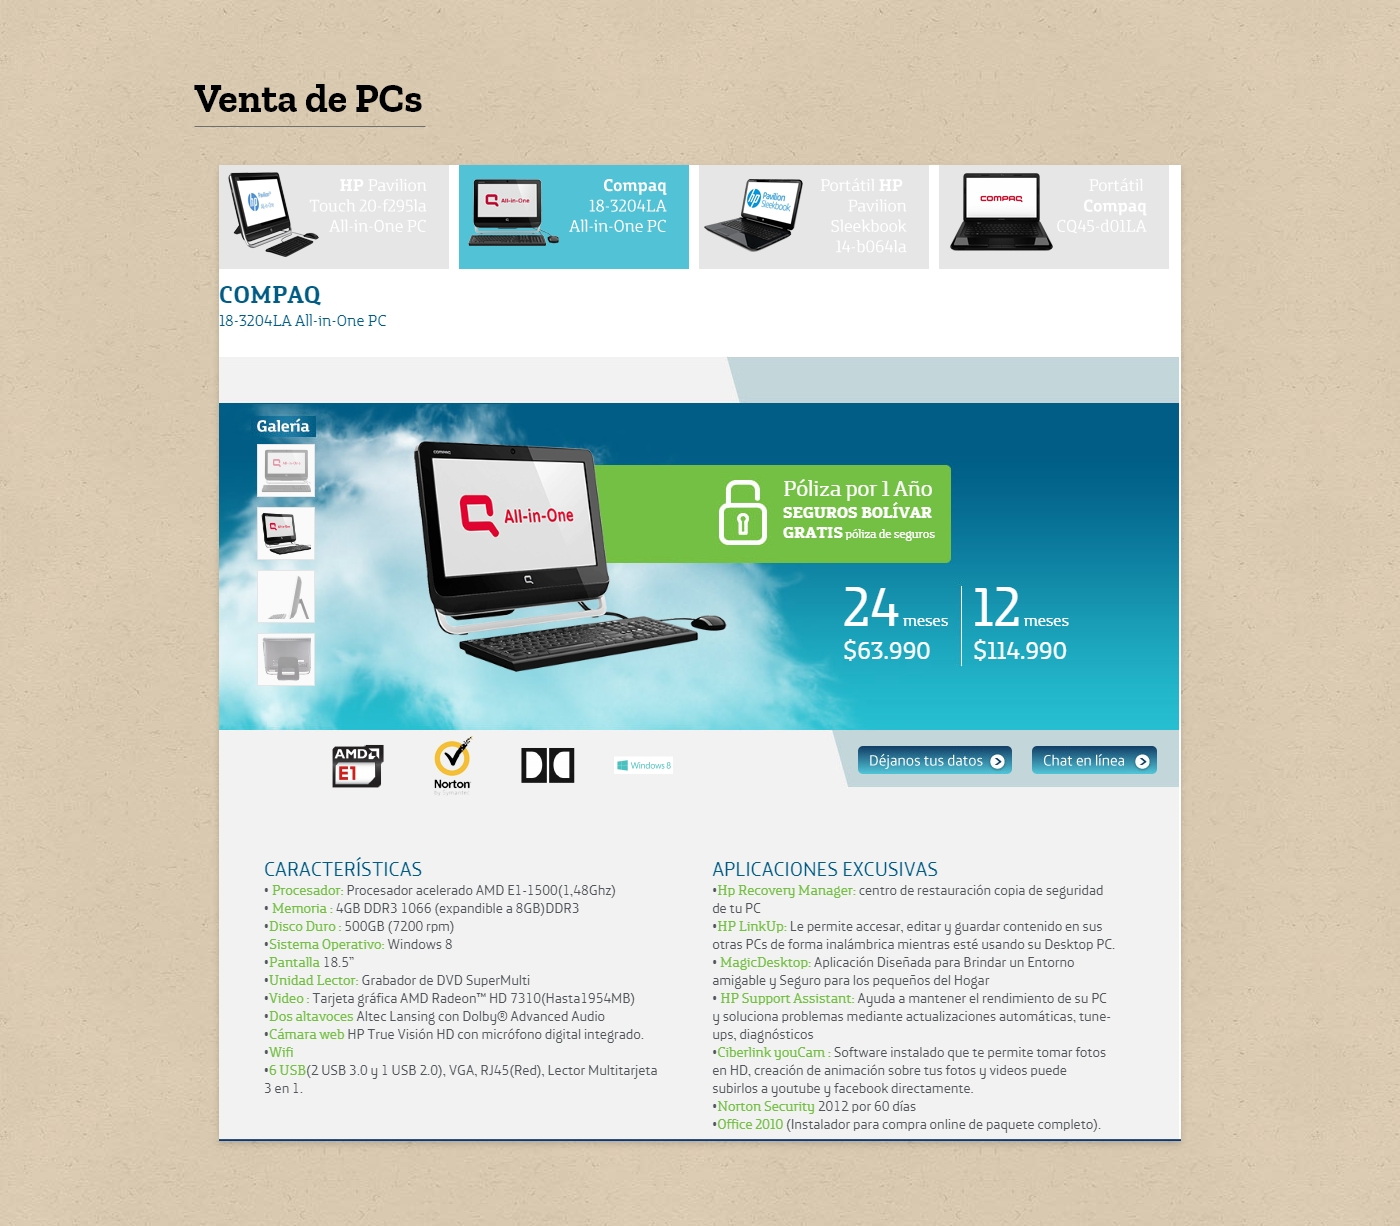 Venta de PCs
HP Pavilion
Touch 20-f295la
All-in-One PC
Compaq
18-3204LA
All-in-One PC
Portátil HP
Pavilion
Sleekbook
14-b064la
Portátil
Compaq
CQ45-d01LA
COMPAQ
18-3204LA All-in-One PC
Galería
COMPAQ
All-in-One
Póliza por 1 Año
SEGUROS BOLÍVAR
GRATIS póliza de seguros
24 meses
$63.990
12 meses
$114.990
AMD
E1
Norton
by Symantec
Windows 8
Déjanos tus datos
Chat en línea
CARACTERÍSTICAS
• Procesador: Procesador acelerado AMD E1-1500(1,48Ghz)
• Memoria : 4GB DDR3 1066 (expandible a 8GB)DDR3
•Disco Duro : 500GB (7200 rpm)
•Sistema Operativo: Windows 8
•Pantalla 18.5”
•Unidad Lector: Grabador de DVD SuperMulti
•Video : Tarjeta gráfica AMD Radeon™ HD 7310(Hasta1954MB)
•Dos altavoces Altec Lansing con Dolby® Advanced Audio
•Cámara web HP True Visión HD con micrófono digital integrado.
•Wifi
•6 USB(2 USB 3.0 y 1 USB 2.0), VGA, RJ45(Red), Lector Multitarjeta
3 en 1.
APLICACIONES EXCUSIVAS
•Hp Recovery Manager: centro de restauración copia de seguridad
de tu PC
•HP LinkUp: Le permite accesar, editar y guardar contenido en sus
otras PCs de forma inalámbrica mientras esté usando su Desktop PC.
• MagicDesktop: Aplicación Diseñada para Brindar un Entorno
amigable y Seguro para los pequeños del Hogar
• HP Support Assistant: Ayuda a mantener el rendimiento de su PC
y soluciona problemas mediante actualizaciones automáticas, tune-
ups, diagnósticos
•Ciberlink youCam : Software instalado que te permite tomar fotos
en HD, creación de animación sobre tus fotos y videos puede
subirlos a youtube y facebook directamente.
•Norton Security 2012 por 60 días
•Office 2010 (Instalador para compra online de paquete completo).